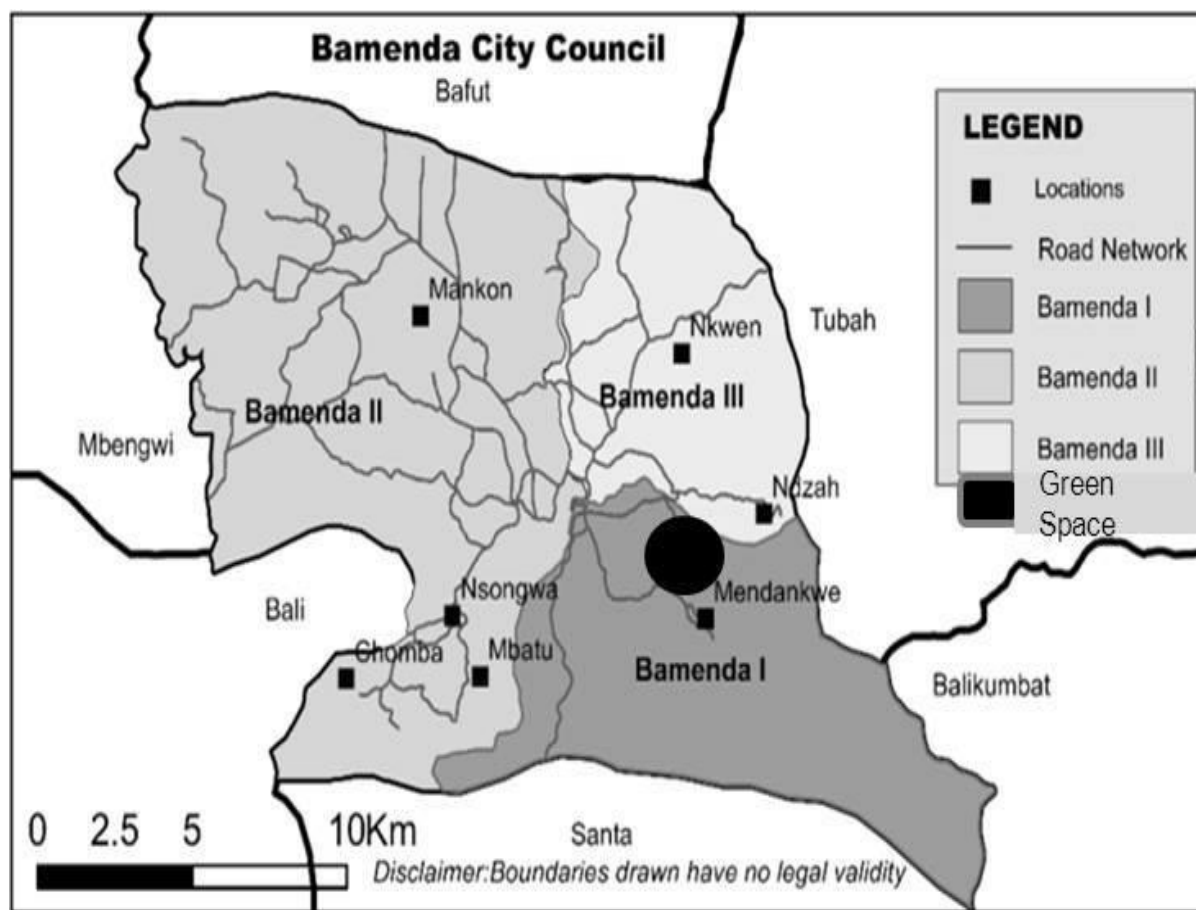 Bamenda City Council
Bafut
LEGEND
Locations
Road Network
Bamenda I
Bamenda II
Bamenda III
Green
Space
Mankon
Nkwen
Tubah
Bamenda II
Bamenda III
Mbengwi
Ndzah
Nsongwa
Mendankwe
Bali
Chomba
Mbatu
Bamenda I
Balikumbat
0 2.5 5 10Km
Santa
Disclaimer:Boundaries drawn have no legal validity